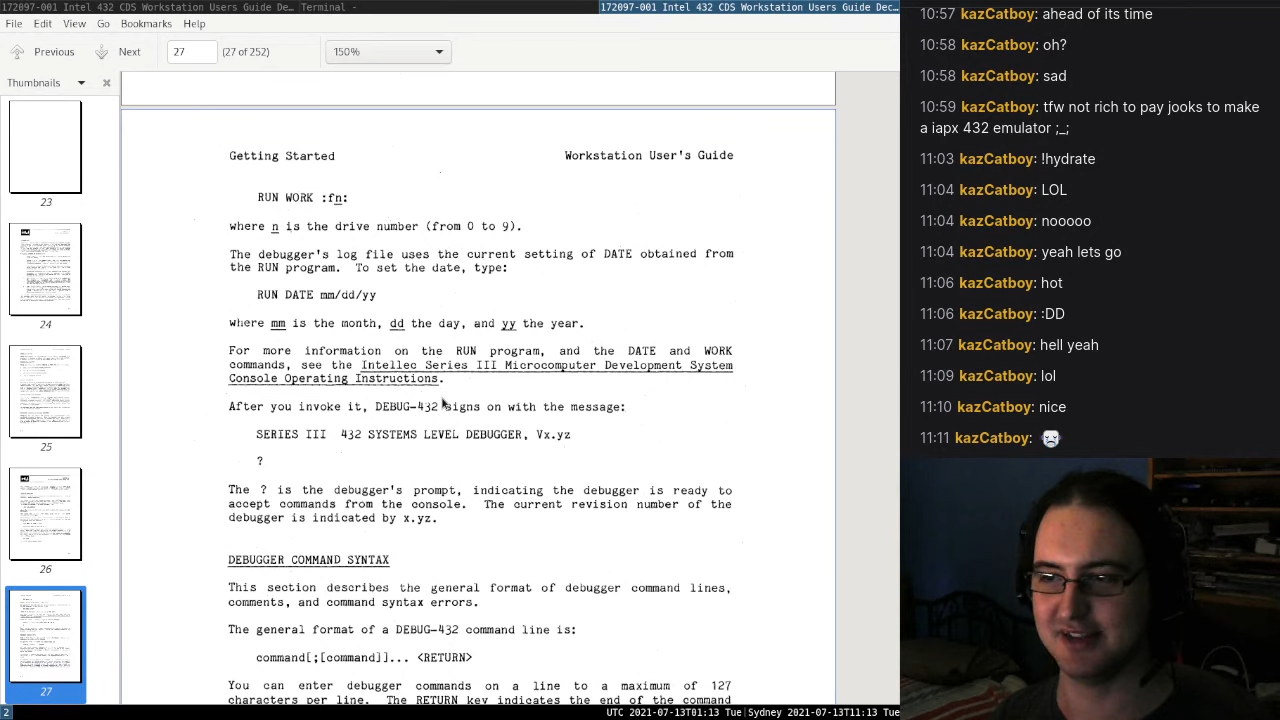 172097-001 Intel 432 CDS Workstation Users Guide De... Terminal -
172097-001 Intel 432 CDS Workstation Users Guide Dec...
File Edit View Go Bookmarks Help
Previous Next 27 (27 of 252) 150%
Thumbnails
23
24
25
26
27
Getting Started Workstation User's Guide
RUN WORK :fn:
where n is the drive number (from 0 to 9).
The debugger's log file uses the current setting of DATE obtained from
the RUN program. To set the date, type:
RUN DATE mm/dd/yy
where mm is the month, dd the day, and yy the year.
For more information on the RUN program, and the DATE and WORK
commands, see the Intellec Series III Microcomputer Development System
Console Operating Instructions.
After you invoke it, DEBUG-432 signs on with the message:
SERIES III 432 SYSTEMS LEVEL DEBUGGER, Vx.yz
?
The ? is the debugger's prompt, indicating the debugger is ready to
accept commands from the console. The current revision number of the
debugger is indicated by x.yz.
DEBUGGER COMMAND SYNTAX
This section describes the general format of debugger command lines,
comments, and command syntax errors.
The general format of a DEBUG-432 command line is:
command[;[command]]... <RETURN>
You can enter debugger commands on a line to a maximum of 127
characters per line. The RETURN key indicates the end of the command
2 UTC 2021-07-13T01:13 Tue|Sydney 2021-07-13T11:13 Tue
10:57 kazCatboy: ahead of its time
10:58 kazCatboy: oh?
10:58 kazCatboy: sad
10:59 kazCatboy: tfw not rich to pay jooks to make
a iapx 432 emulator ;_;
11:03 kazCatboy: !hydrate
11:04 kazCatboy: LOL
11:04 kazCatboy: nooooo
11:04 kazCatboy: yeah lets go
11:06 kazCatboy: hot
11:06 kazCatboy: :DD
11:07 kazCatboy: hell yeah
11:09 kazCatboy: lol
11:10 kazCatboy: nice
11:11 kazCatboy: